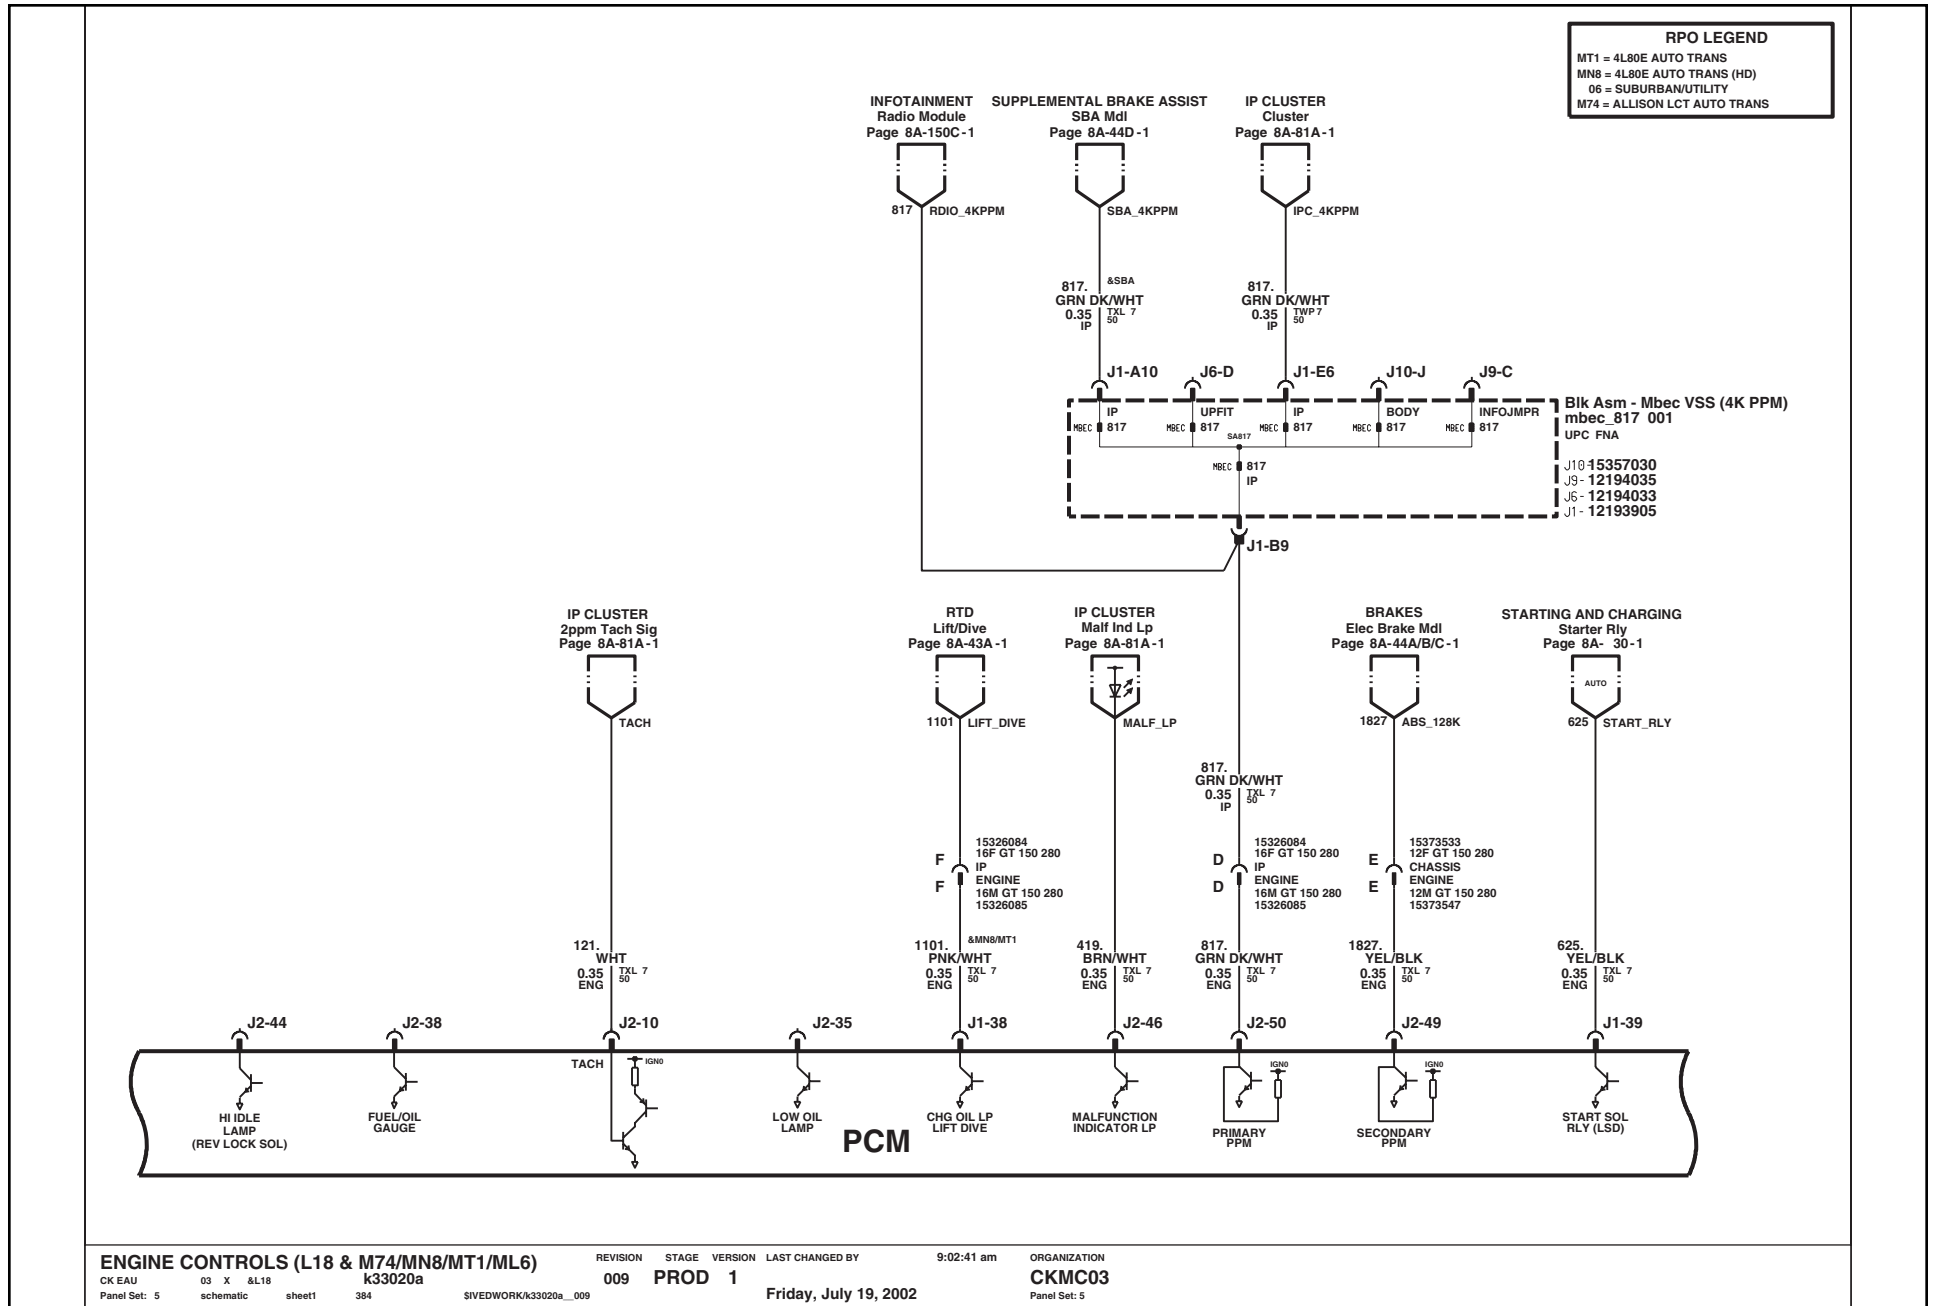 RPO LEGEND
MT1 = 4L80E AUTO TRANS
MN8 = 4L80E AUTO TRANS (HD)
06 = SUBURBAN/UTILITY
M74 = ALLISON LCT AUTO TRANS
INFOTAINMENT
Radio Module
Page 8A-150C-1
SUPPLEMENTAL BRAKE ASSIST
SBA Mdl
Page 8A-44D-1
IP CLUSTER
Cluster
Page 8A-81A-1
817 RDIO_4KPPM
SBA_4KPPM
IPC_4KPPM
817. &SBA
GRN DK/WHT
0.35 TXL 7
50
IP
817.
GRN DK/WHT
0.35 TWP7
50
IP
J1-A10 J6-D J1-E6 J10-J J9-C
IP UPFIT IP BODY INFOJMPR
MBEC 817 MBEC 817 MBEC 817 MBEC 817 MBEC 817
SA817
MBEC 817
IP
Blk Asm - Mbec VSS (4K PPM)
mbec_817 001
UPC FNA
J10-15357030
J9-12194035
J6-12194033
J1-12193905
J1-B9
IP CLUSTER
2ppm Tach Sig
Page 8A-81A-1
RTD
Lift/Dive
Page 8A-43A-1
IP CLUSTER
Malf Ind Lp
Page 8A-81A-1
BRAKES
Elec Brake Mdl
Page 8A-44A/B/C-1
STARTING AND CHARGING
Starter Rly
Page 8A- 30-1
AUTO
TACH
1101 LIFT_DIVE
MALF_LP
1827 ABS_128K
625 START_RLY
817.
GRN DK/WHT
0.35 TXL 7
50
IP
15326084
16F GT 150 280
F IP
F ENGINE
16M GT 150 280
15326085
15326084
16F GT 150 280
D IP
D ENGINE
16M GT 150 280
15326085
15373533
12F GT 150 280
E CHASSIS
E ENGINE
12M GT 150 280
15373547
121.
WHT
0.35 TXL 7
50
ENG
1101. &MN8/MT1
PNK/WHT
0.35 TXL 7
50
ENG
419.
BRN/WHT
0.35 TXL 7
50
ENG
817.
GRN DK/WHT
0.35 TXL 7
50
ENG
1827.
YEL/BLK
0.35 TXL 7
50
ENG
625.
YEL/BLK
0.35 TXL 7
50
ENG
J2-44 J2-38 J2-10 J2-35 J1-38 J2-46 J2-50 J2-49 J1-39
TACH IGN0 IGN0 IGN0
HI IDLE
LAMP
(REV LOCK SOL)
FUEL/OIL
GAUGE
LOW OIL
LAMP
CHG OIL LP
LIFT DIVE
MALFUNCTION
INDICATOR LP
PRIMARY
PPM
SECONDARY
PPM
START SOL
RLY (LSD)
PCM
ENGINE CONTROLS (L18 & M74/MN8/MT1/ML6)
CK EAU 03 X &L18 k33020a
Panel Set: 5 schematic sheet1 384 $IVEDWORK/k33020a__009
REVISION STAGE VERSION LAST CHANGED BY 9:02:41 am
009 PROD 1
Friday, July 19, 2002
ORGANIZATION
CKMC03
Panel Set: 5